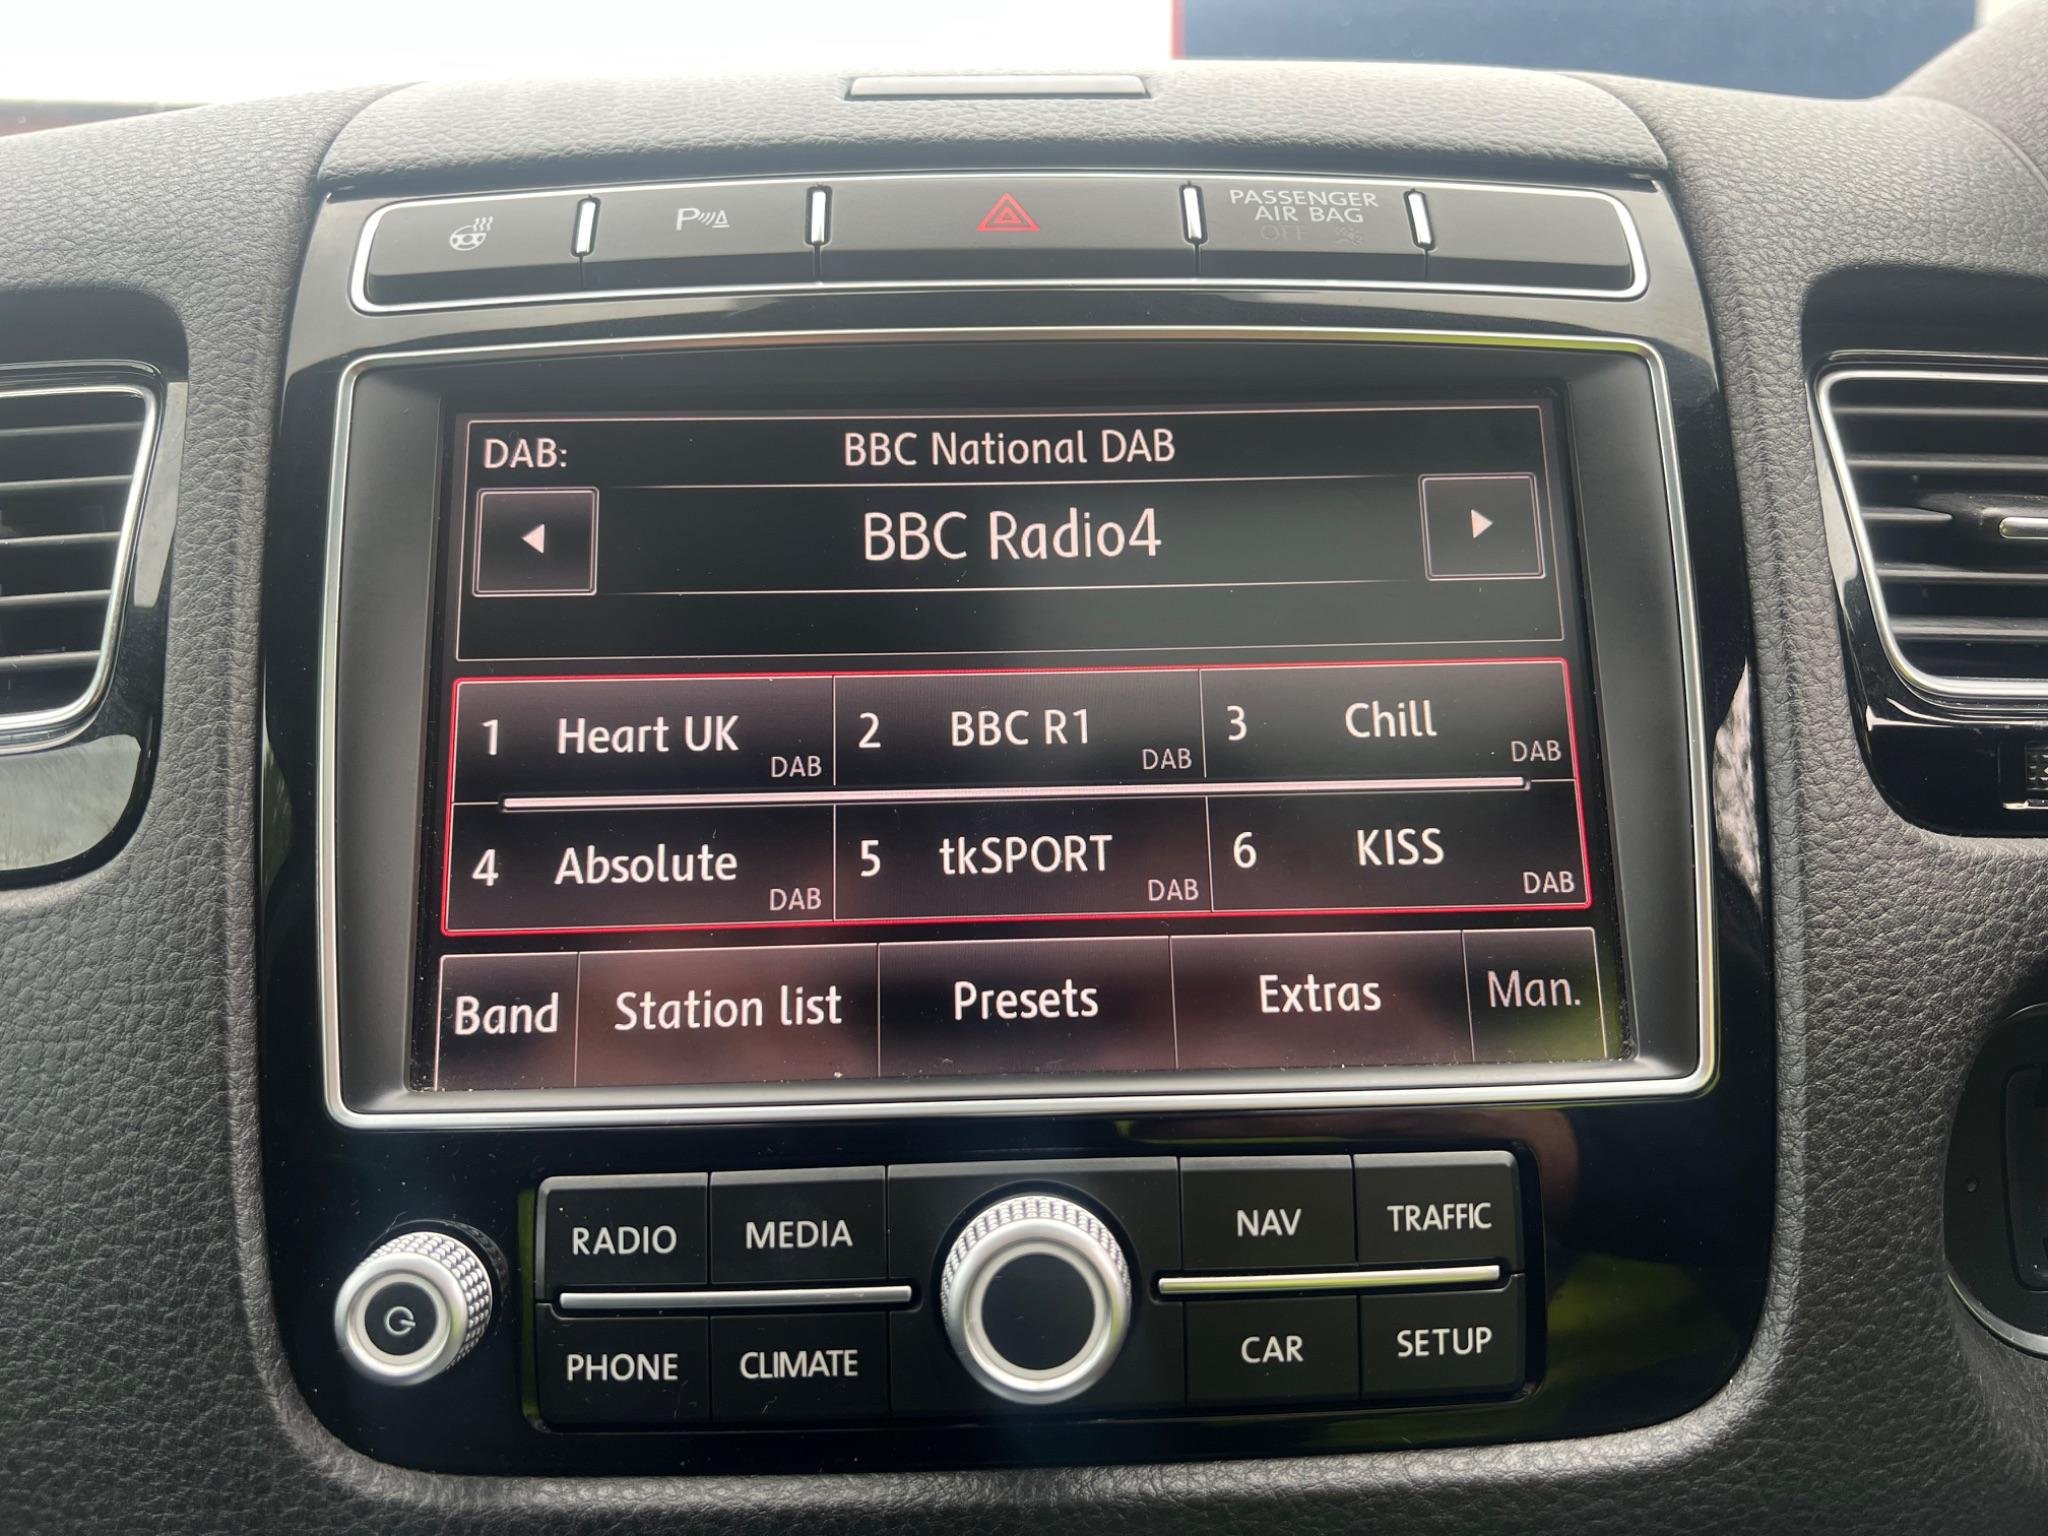 PASSENGER
AIR BAG
OFF
DAB: BBC National DAB
BBC Radio4
1 Heart UK DAB
2 BBC R1 DAB
3 Chill DAB
4 Absolute DAB
5 tkSPORT DAB
6 KISS DAB
Band Station list Presets Extras Man.
RADIO MEDIA NAV TRAFFIC
PHONE CLIMATE CAR SETUP